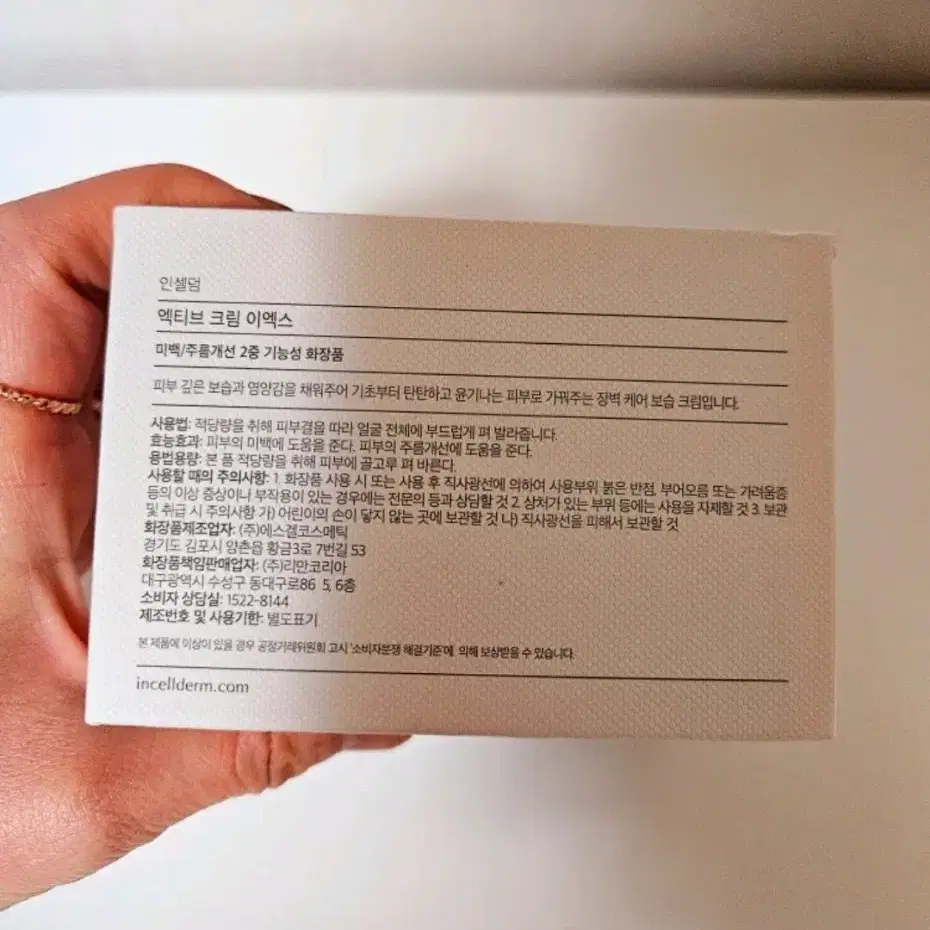 인셀덤
엑티브 크림 이엑스
미백/주름개선 2중 기능성 화장품
피부 깊은 보습과 영양감을 채워주어 기초부터 탄탄하고 윤기나는 피부로 가꿔주는 장벽 케어 보습 크림입니다.
사용법: 적당량을 취해 피부결을 따라 얼굴 전체에 부드럽게 펴 발라줍니다.
효능효과: 피부의 미백에 도움을 준다. 피부의 주름개선에 도움을 준다.
용법용량: 본 품 적당량을 취해 피부에 골고루 펴 바른다.
사용할 때의 주의사항: 1. 화장품 사용 시 또는 사용 후 직사광선에 의하여 사용부위 붉은 반점, 부어오름 또는 가려움증
등의 이상 증상이나 부작용이 있는 경우에는 전문의 등과 상담할 것 2. 상처가 있는 부위 등에는 사용을 자제할 것 3. 보관
및 취급 시 주의사항 가) 어린이의 손이 닿지 않는 곳에 보관할 것 나) 직사광선을 피해서 보관할 것
화장품제조업자: (주)에스겔코스메틱
경기도 김포시 양촌읍 황금3로 7번길 53
화장품책임판매업자: (주)리만코리아
대구광역시 수성구 동대구로86 5, 6층
소비자 상담실: 1522-8144
제조번호 및 사용기한: 별도표기
본 제품에 이상이 있을 경우 공정거래위원회 고시 '소비자분쟁 해결기준'에 의해 보상받을 수 있습니다.
incellderm.com